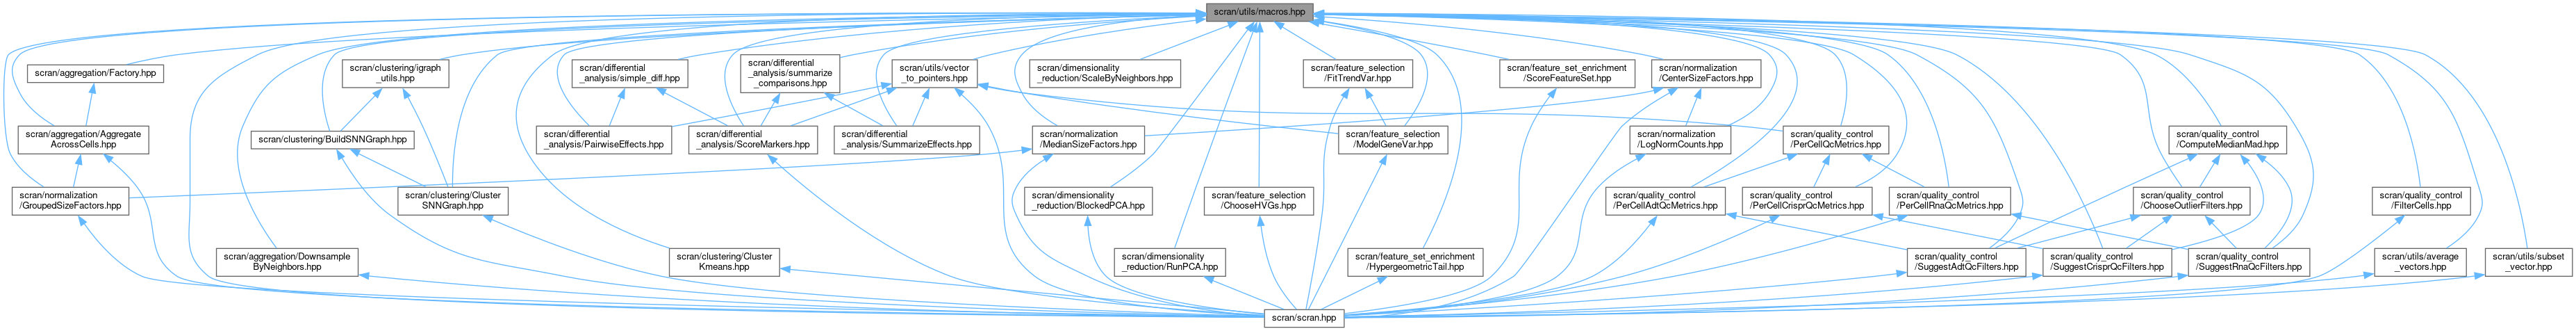 scran/utils/macros.hpp
scran/aggregation/Factory.hpp
scran/clustering/igraph
_utils.hpp
scran/differential
_analysis/simple_diff.hpp
scran/differential
_analysis/summarize
_comparisons.hpp
scran/utils/vector
_to_pointers.hpp
scran/dimensionality
_reduction/ScaleByNeighbors.hpp
scran/feature_selection
/FitTrendVar.hpp
scran/feature_set_enrichment
/ScoreFeatureSet.hpp
scran/normalization
/CenterSizeFactors.hpp
scran/aggregation/Aggregate
AcrossCells.hpp
scran/clustering/BuildSNNGraph.hpp
scran/differential
_analysis/PairwiseEffects.hpp
scran/differential
_analysis/ScoreMarkers.hpp
scran/differential
_analysis/SummarizeEffects.hpp
scran/normalization
/MedianSizeFactors.hpp
scran/feature_selection
/ModelGeneVar.hpp
scran/normalization
/LogNormCounts.hpp
scran/quality_control
/PerCellQcMetrics.hpp
scran/quality_control
/ComputeMedianMad.hpp
scran/normalization
/GroupedSizeFactors.hpp
scran/clustering/Cluster
SNNGraph.hpp
scran/dimensionality
_reduction/BlockedPCA.hpp
scran/feature_selection
/ChooseHVGs.hpp
scran/quality_control
/PerCellAdtQcMetrics.hpp
scran/quality_control
/PerCellCrisprQcMetrics.hpp
scran/quality_control
/PerCellRnaQcMetrics.hpp
scran/quality_control
/ChooseOutlierFilters.hpp
scran/quality_control
/FilterCells.hpp
scran/aggregation/Downsample
ByNeighbors.hpp
scran/clustering/Cluster
Kmeans.hpp
scran/dimensionality
_reduction/RunPCA.hpp
scran/feature_set_enrichment
/HypergeometricTail.hpp
scran/quality_control
/SuggestAdtQcFilters.hpp
scran/quality_control
/SuggestCrisprQcFilters.hpp
scran/quality_control
/SuggestRnaQcFilters.hpp
scran/utils/average
_vectors.hpp
scran/utils/subset
_vector.hpp
scran/scran.hpp